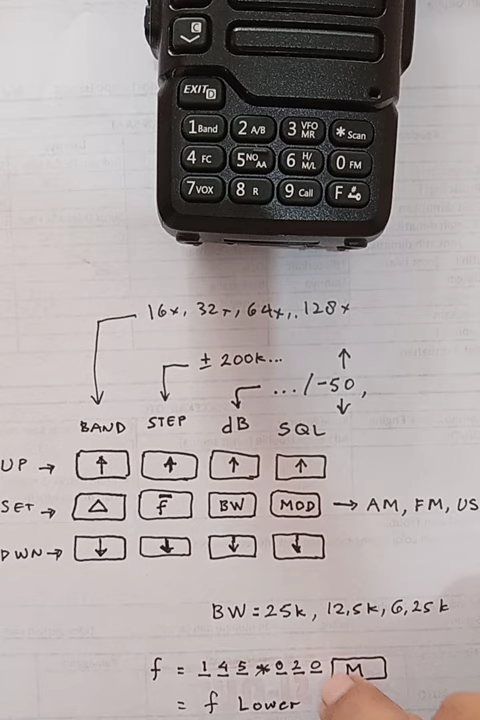 C
EXIT D
1 Band 2 A/B 3 VFO MR * Scan
4 FC 5 NO AA 6 H/M/L 0 FM
7 VOX 8 R 9 Call F
16x, 32x, 64x,. 128x
± 200k... ↑
... / -50,
↓
BAND STEP dB SQL
UP → ↑ ↑ ↑ ↑
SET → △ f̄ BW MOD → AM, FM, US
DWN → ↓ ↓ ↓ ↓
BW = 25k, 12,5k, 6,25k
f = 145*020 M
= f Lower